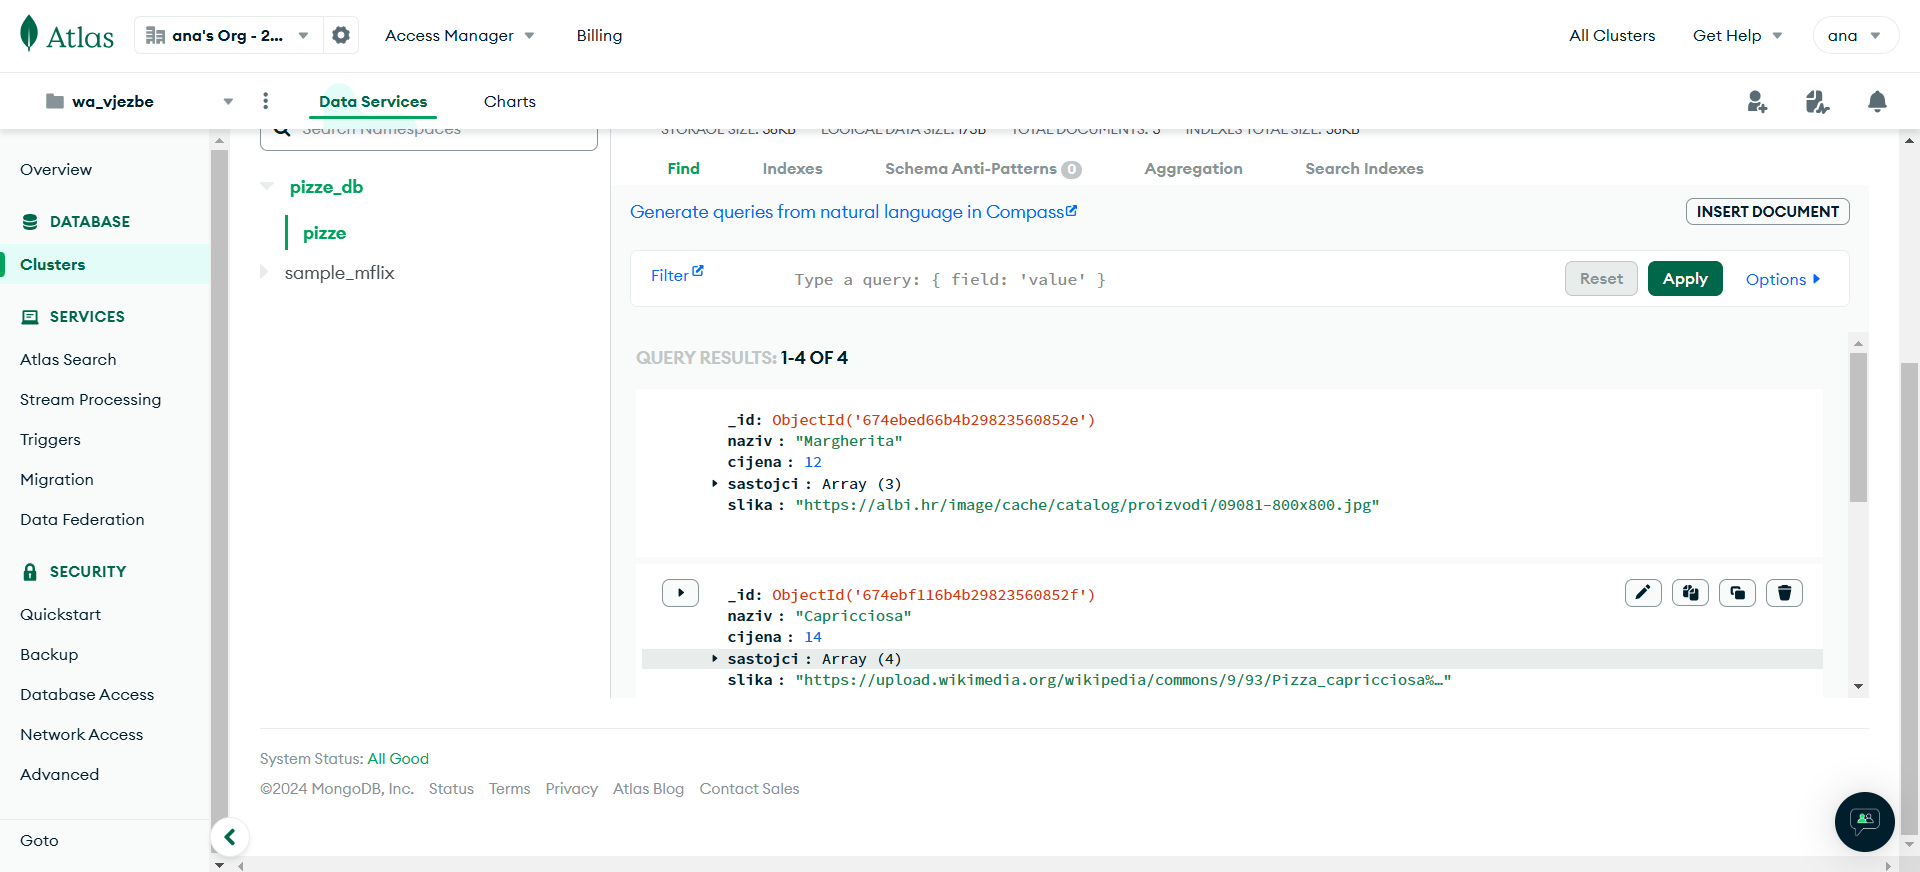 Atlas
ana's Org - 2...
Access Manager
Billing
All Clusters
Get Help
ana
wa_vjezbe
Data Services
Charts
Overview
DATABASE
Clusters
SERVICES
Atlas Search
Stream Processing
Triggers
Migration
Data Federation
SECURITY
Quickstart
Backup
Database Access
Network Access
Advanced
Goto
Search Namespaces
pizze_db
pizze
sample_mflix
STORAGE SIZE: 36KB LOGICAL DATA SIZE: 173B TOTAL DOCUMENTS: 3 INDEXES TOTAL SIZE: 36KB
Find
Indexes
Schema Anti-Patterns 0
Aggregation
Search Indexes
Generate queries from natural language in Compass
INSERT DOCUMENT
Filter
Type a query: { field: 'value' }
Reset
Apply
Options
QUERY RESULTS: 1-4 OF 4
_id: ObjectId('674ebed66b4b29823560852e')
naziv : "Margherita"
cijena : 12
sastojci : Array (3)
slika : "https://albi.hr/image/cache/catalog/proizvodi/09081-800x800.jpg"
_id: ObjectId('674ebf116b4b29823560852f')
naziv : "Capricciosa"
cijena : 14
sastojci : Array (4)
slika : "https://upload.wikimedia.org/wikipedia/commons/9/93/Pizza_capricciosa%…"
System Status: All Good
©2024 MongoDB, Inc. Status Terms Privacy Atlas Blog Contact Sales